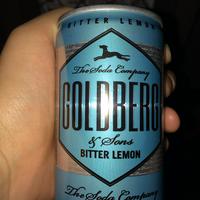 BITTER LEMON
The Soda Company
GOLDBERG
& Sons
BITTER LEMON
The Soda Company